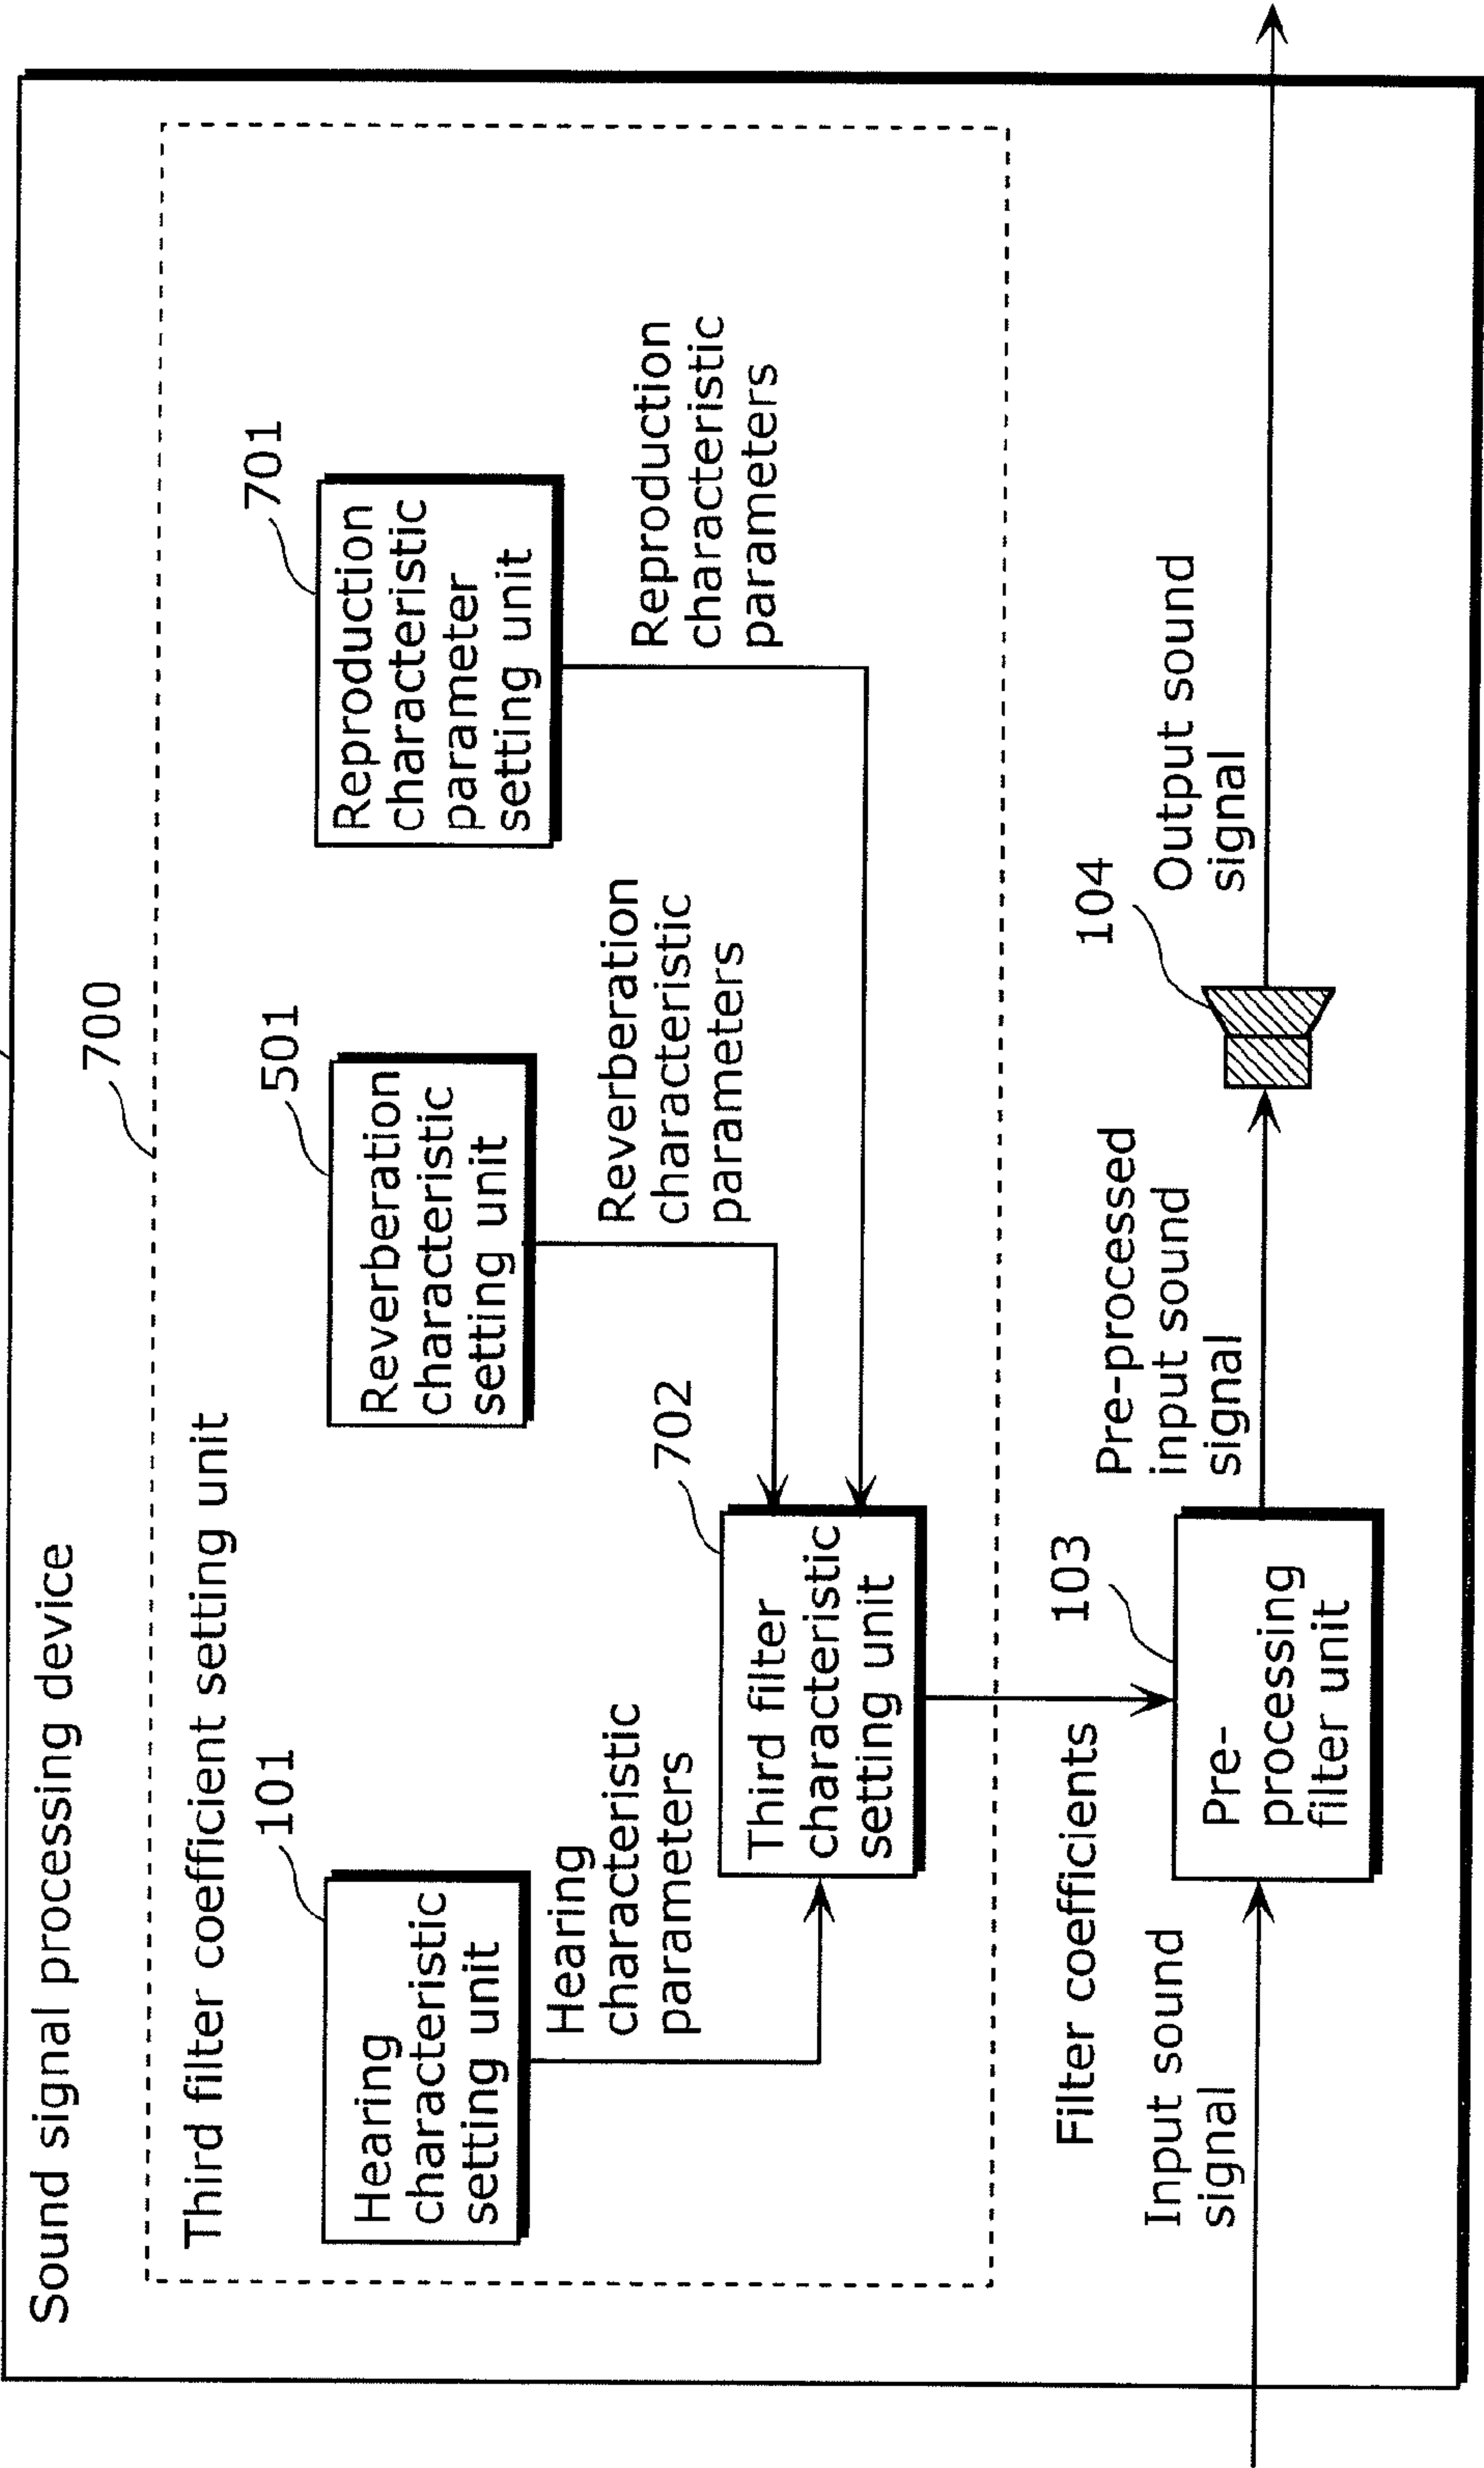 Sound signal processing device
700
Third filter coefficient setting unit
101
Hearing
characteristic
setting unit
501
Reverberation
characteristic
setting unit
701
Reproduction
characteristic
parameter
setting unit
Hearing
characteristic
parameters
Reverberation
characteristic
parameters
Reproduction
characteristic
parameters
702
Third filter
characteristic
setting unit
Filter coefficients
103
Pre-
processing
filter unit
Input sound
signal
Pre-processed
input sound
signal
104
Output sound
signal